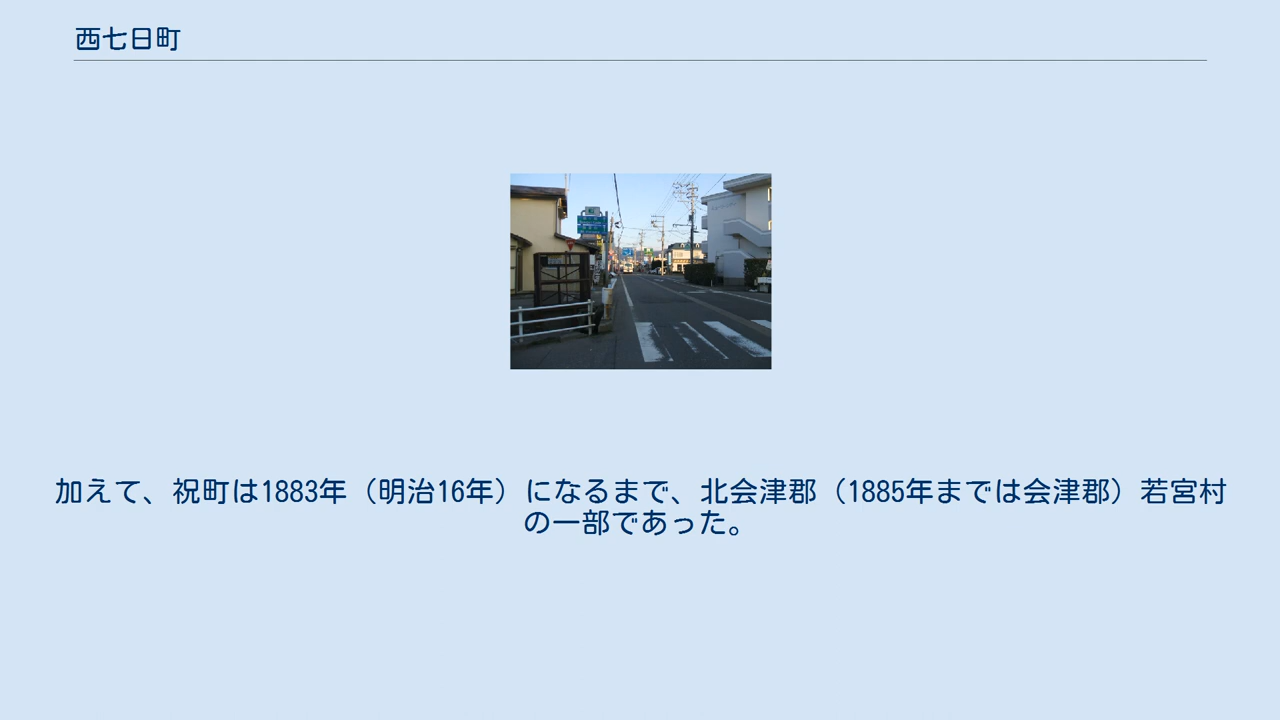 西七日町
加えて、祝町は1883年（明治16年）になるまで、北会津郡（1885年までは会津郡）若宮村
の一部であった。